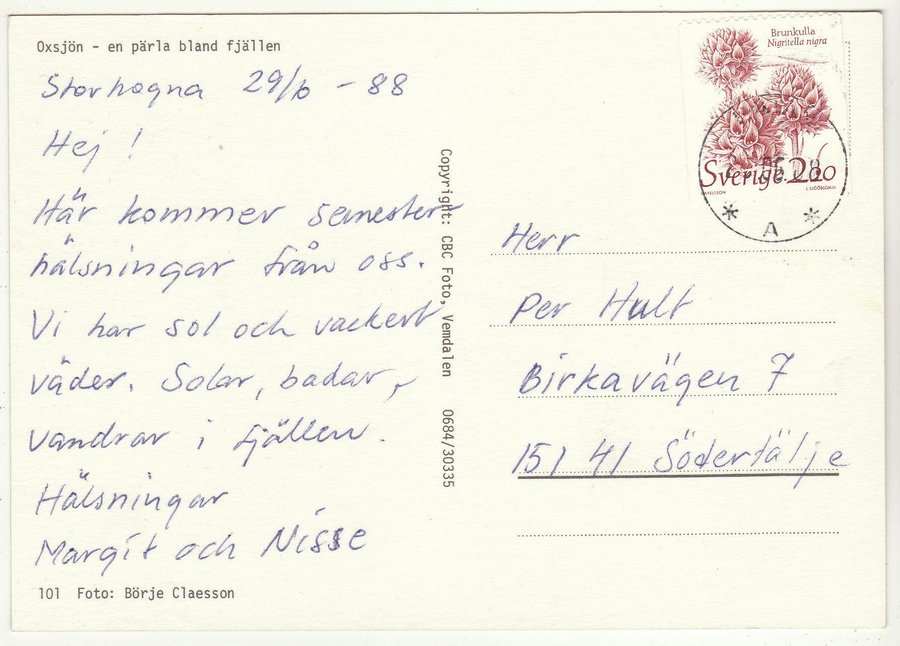 Oxsjön - en pärla bland fjällen
Storhogna 29/6 - 88
Hej!
Här kommer semester
hälsningar från oss.
Vi har sol och vackert
väder. Solar, badar,
vandrar i fjällen.
Hälsningar
Margit och Nisse
101 Foto: Börje Claesson
Copyright: CBC Foto, Vemdalen 0684/30335
Brunkulla
Nigritella nigra
Sverige 2.20
L. SJÖÖBLOM
* A *
Herr
Per Hult
Birkavägen 7
151 41 Södertälje